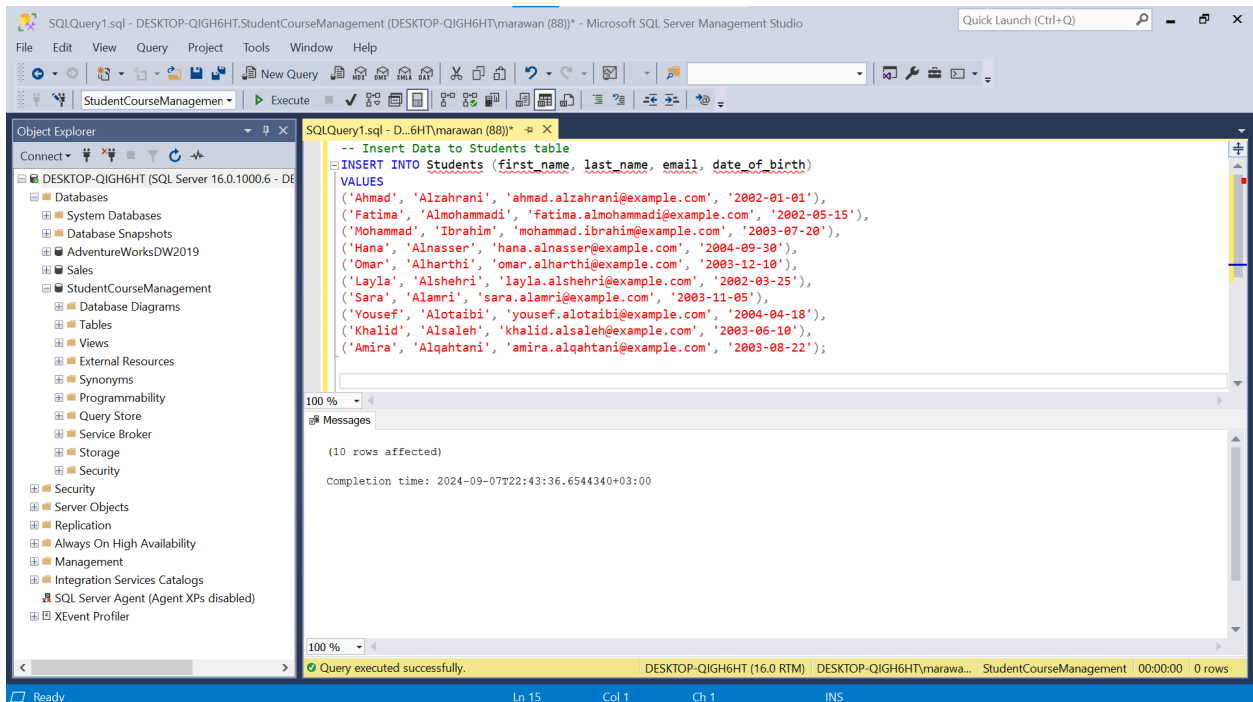 SQLQuery1.sql - DESKTOP-QIGH6HT.StudentCourseManagement (DESKTOP-QIGH6HT\marawan (88))* - Microsoft SQL Server Management Studio
Quick Launch (Ctrl+Q)
File Edit View Query Project Tools Window Help
New Query MDX DMX XMLA DAX
StudentCourseManagemen Execute
Object Explorer
Connect
DESKTOP-QIGH6HT (SQL Server 16.0.1000.6 - DE
Databases
System Databases
Database Snapshots
AdventureWorksDW2019
Sales
StudentCourseManagement
Database Diagrams
Tables
Views
External Resources
Synonyms
Programmability
Query Store
Service Broker
Storage
Security
Security
Server Objects
Replication
Always On High Availability
Management
Integration Services Catalogs
SQL Server Agent (Agent XPs disabled)
XEvent Profiler
SQLQuery1.sql - D...6HT\marawan (88))*
-- Insert Data to Students table
INSERT INTO Students (first_name, last_name, email, date_of_birth)
VALUES
('Ahmad', 'Alzahrani', 'ahmad.alzahrani@example.com', '2002-01-01'),
('Fatima', 'Almohammadi', 'fatima.almohammadi@example.com', '2002-05-15'),
('Mohammad', 'Ibrahim', 'mohammad.ibrahim@example.com', '2003-07-20'),
('Hana', 'Alnasser', 'hana.alnasser@example.com', '2004-09-30'),
('Omar', 'Alharthi', 'omar.alharthi@example.com', '2003-12-10'),
('Layla', 'Alshehri', 'layla.alshehri@example.com', '2002-03-25'),
('Sara', 'Alamri', 'sara.alamri@example.com', '2003-11-05'),
('Yousef', 'Alotaibi', 'yousef.alotaibi@example.com', '2004-04-18'),
('Khalid', 'Alsaleh', 'khalid.alsaleh@example.com', '2003-06-10'),
('Amira', 'Alqahtani', 'amira.alqahtani@example.com', '2003-08-22');
100 %
Messages
(10 rows affected)
Completion time: 2024-09-07T22:43:36.6544340+03:00
100 %
Query executed successfully. DESKTOP-QIGH6HT (16.0 RTM) DESKTOP-QIGH6HT\marawa... StudentCourseManagement 00:00:00 0 rows
Ready Ln 15 Col 1 Ch 1 INS